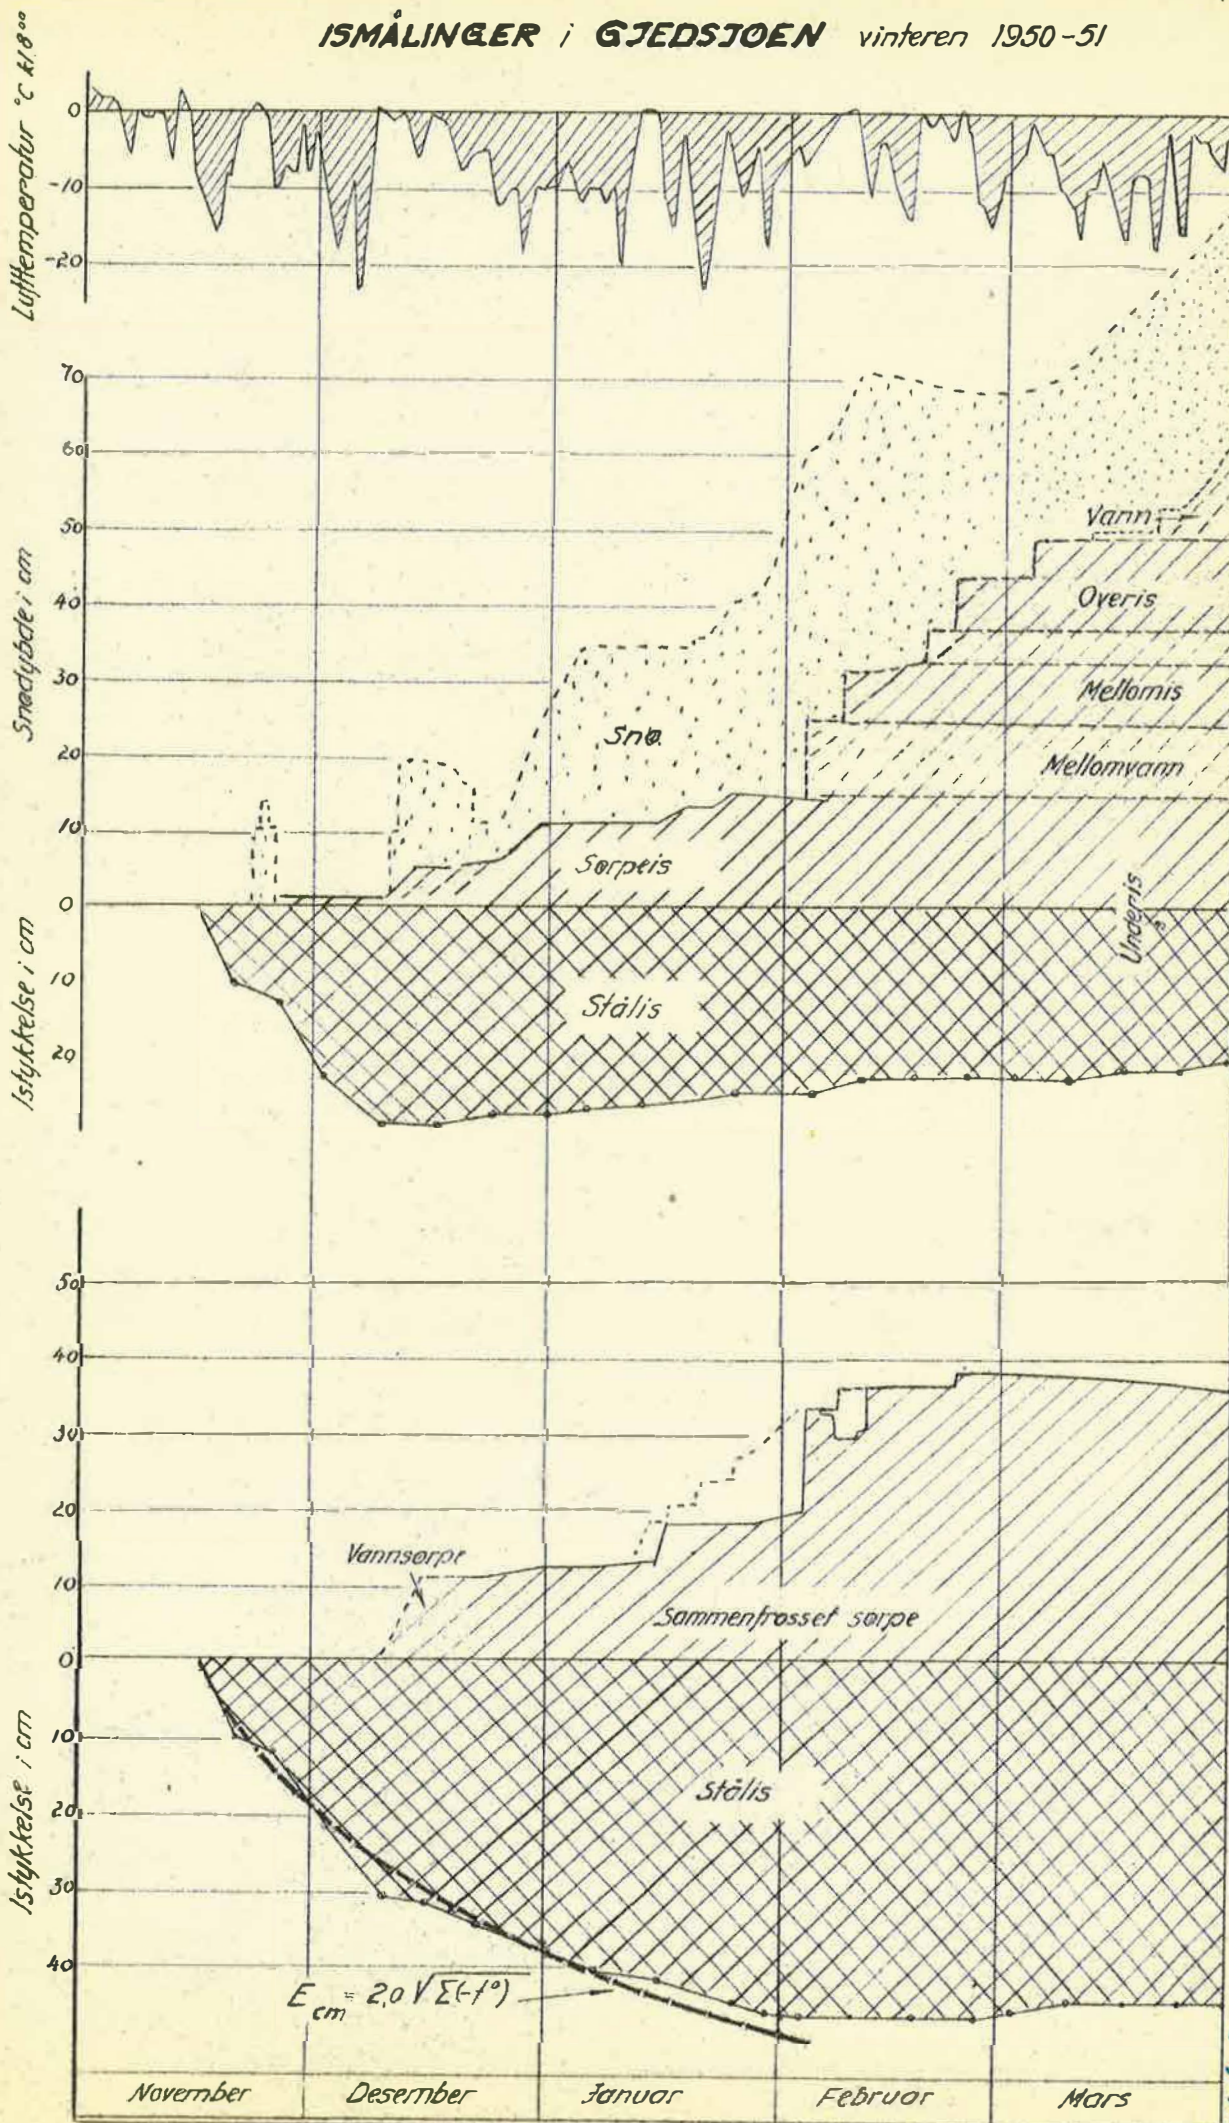 ISMÅLINGER i GJEDSJØEN vinteren 1950-51
Lufttemperatur °C kl. 8⁰⁰
0
-10
-20
Snødybde i cm
70
60
50
40
30
20
10
0
Vann
Overis
Mellomis
Snø.
Mellomvann
Sørpeis
Underis
Istykkelse i cm
10
20
Stålis
50
40
30
20
10
0
Vannsørpe
Sammenfrosset sørpe
Istykkelse i cm
10
20
30
40
Stålis
E cm = 2,0 √Σ(-t°)
November Desember Januar Februar Mars